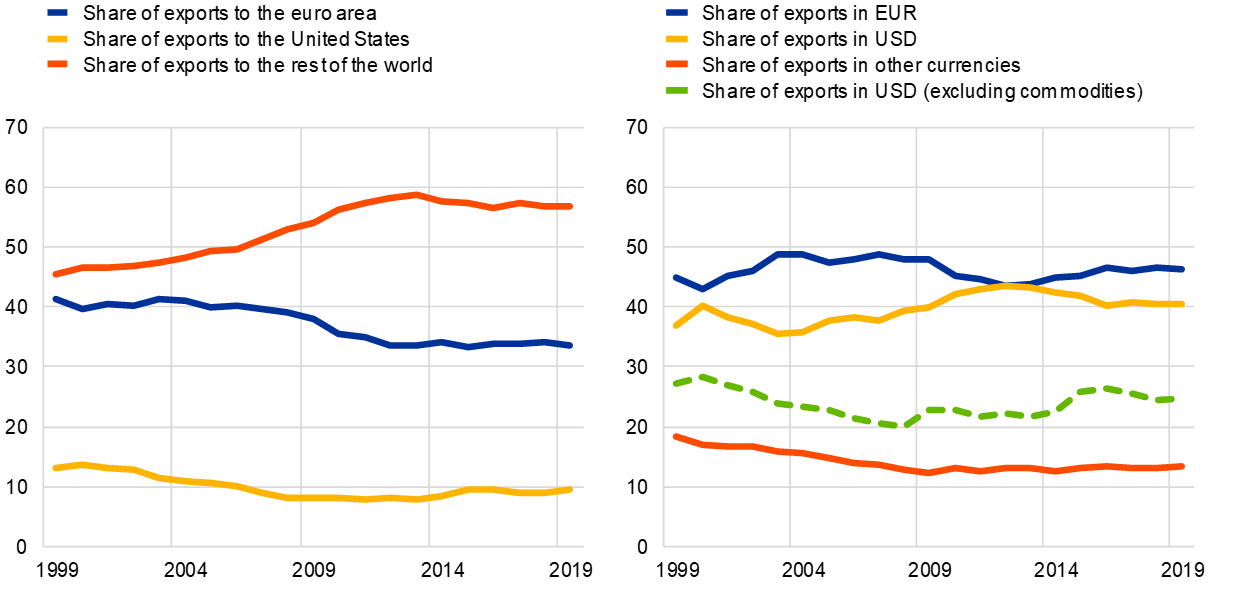 Share of exports to the euro area
Share of exports to the United States
Share of exports to the rest of the world
70
60
50
40
30
20
10
0
1999 2004 2009 2014 2019
Share of exports in EUR
Share of exports in USD
Share of exports in other currencies
Share of exports in USD (excluding commodities)
70
60
50
40
30
20
10
0
1999 2004 2009 2014 2019